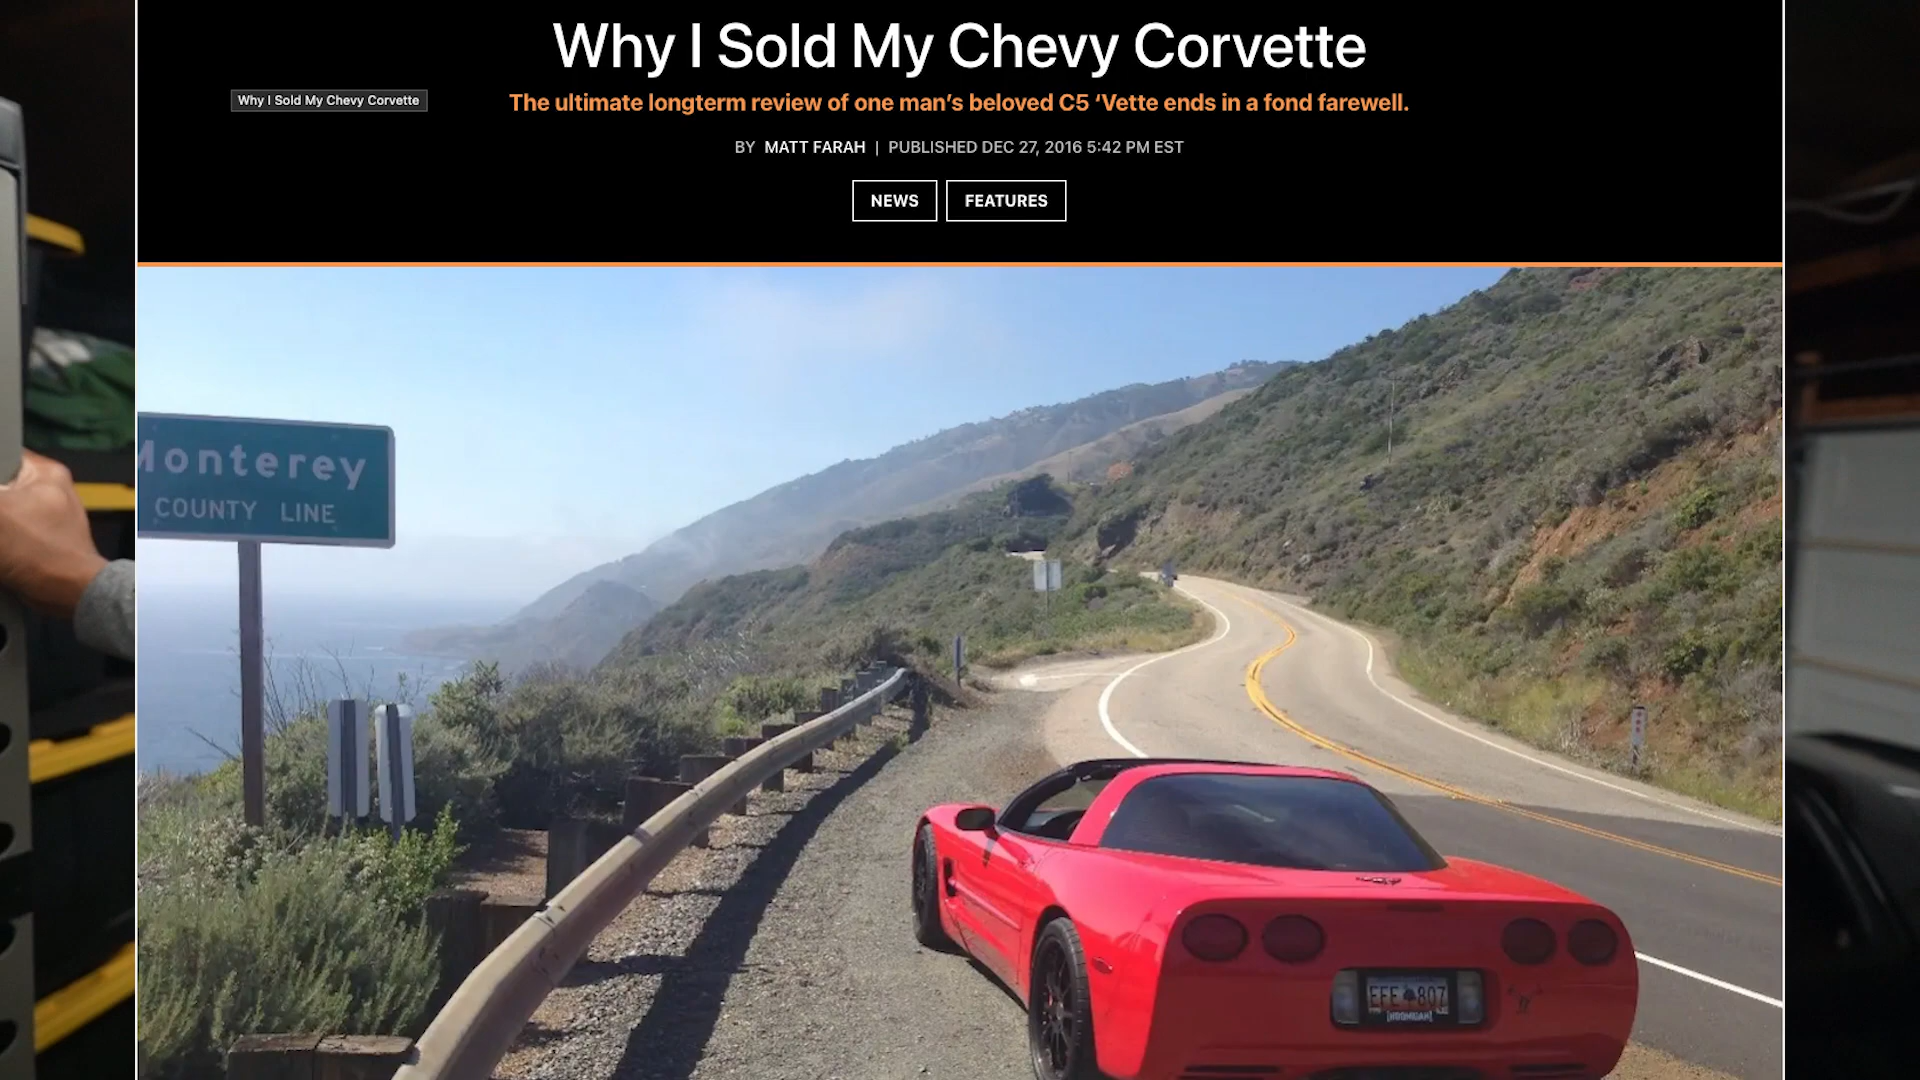 Why I Sold My Chevy Corvette
Why I Sold My Chevy Corvette
The ultimate longterm review of one man’s beloved C5 ‘Vette ends in a fond farewell.
BY MATT FARAH | PUBLISHED DEC 27, 2016 5:42 PM EST
NEWS FEATURES
Monterey
COUNTY LINE
EFE 807